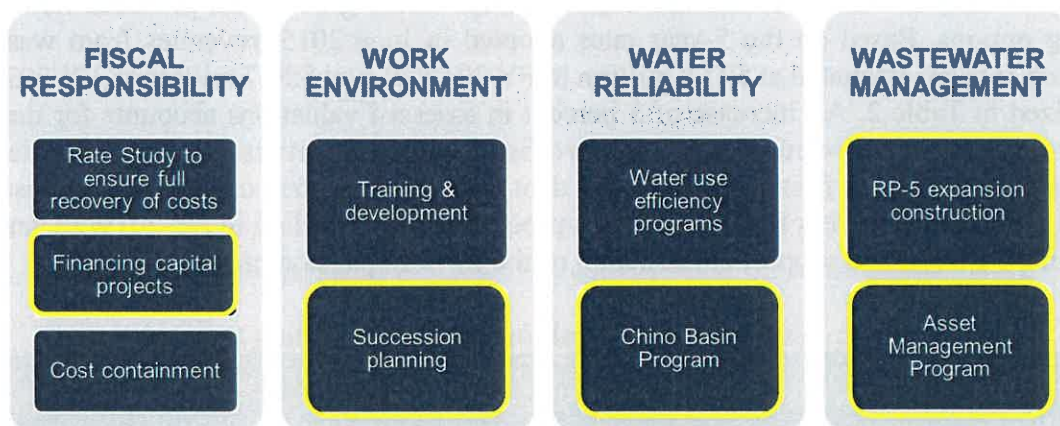 FISCAL
RESPONSIBILITY
Rate Study to
ensure full
recovery of costs
Financing capital
projects
Cost containment
WORK
ENVIRONMENT
Training &
development
Succession
planning
WATER
RELIABILITY
Water use
efficiency
programs
Chino Basin
Program
WASTEWATER
MANAGEMENT
RP-5 expansion
construction
Asset
Management
Program